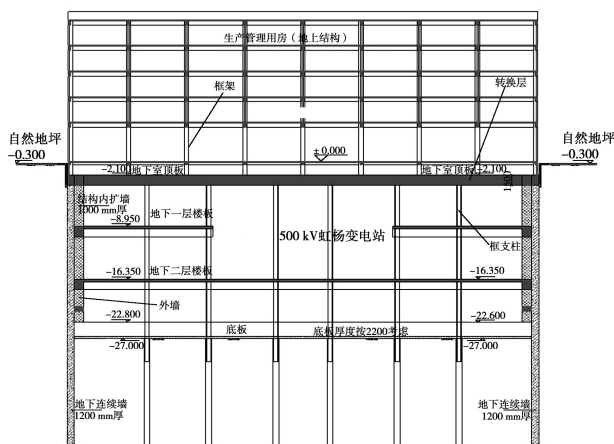 生产管理用房（地上结构）
框架
转换层
自然地坪
-0.300
±0.000
自然地坪
-0.300
-2.100
地下室顶板
地下室顶板
-2.100
1500
结构内扩墙
1000 mm厚
地下一层楼板
-8.950
500 kV虹杨变电站
框支柱
-16.350
地下二层楼板
-16.350
外墙
-22.800
-22.600
底板
底板厚度按2200考虑
-27.000
-27.000
地下连续墙
1200 mm厚
地下连续墙
1200 mm厚